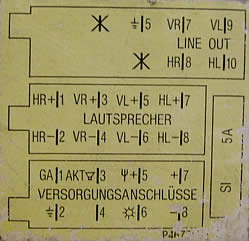 5 VR 7 VL 9
LINE OUT
HR 8 HL 10
HR+1 VR+3 VL+5 HL+7
LAUTSPRECHER
HR-2 VR-4 VL-6 HL-8
5A
SI
GA 1 AKT 3 Ψ+5 +7
VERSORGUNGSANSCHLÜSSE
2 4 6 -8